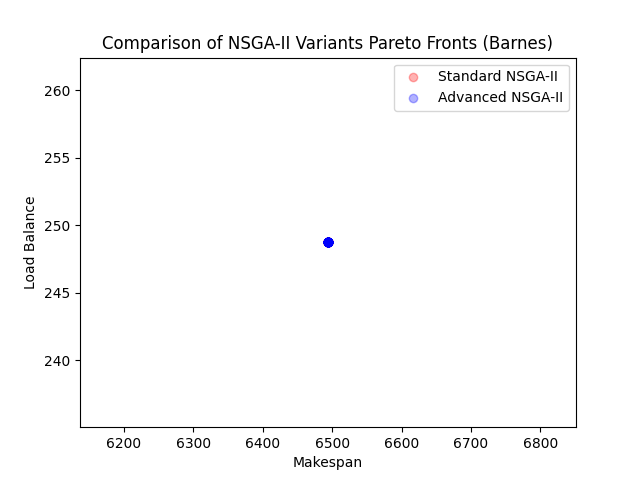 Comparison of NSGA-II Variants Pareto Fronts (Barnes)
Standard NSGA-II
Advanced NSGA-II
260
255
250
245
240
Load Balance
6200 6300 6400 6500 6600 6700 6800
Makespan